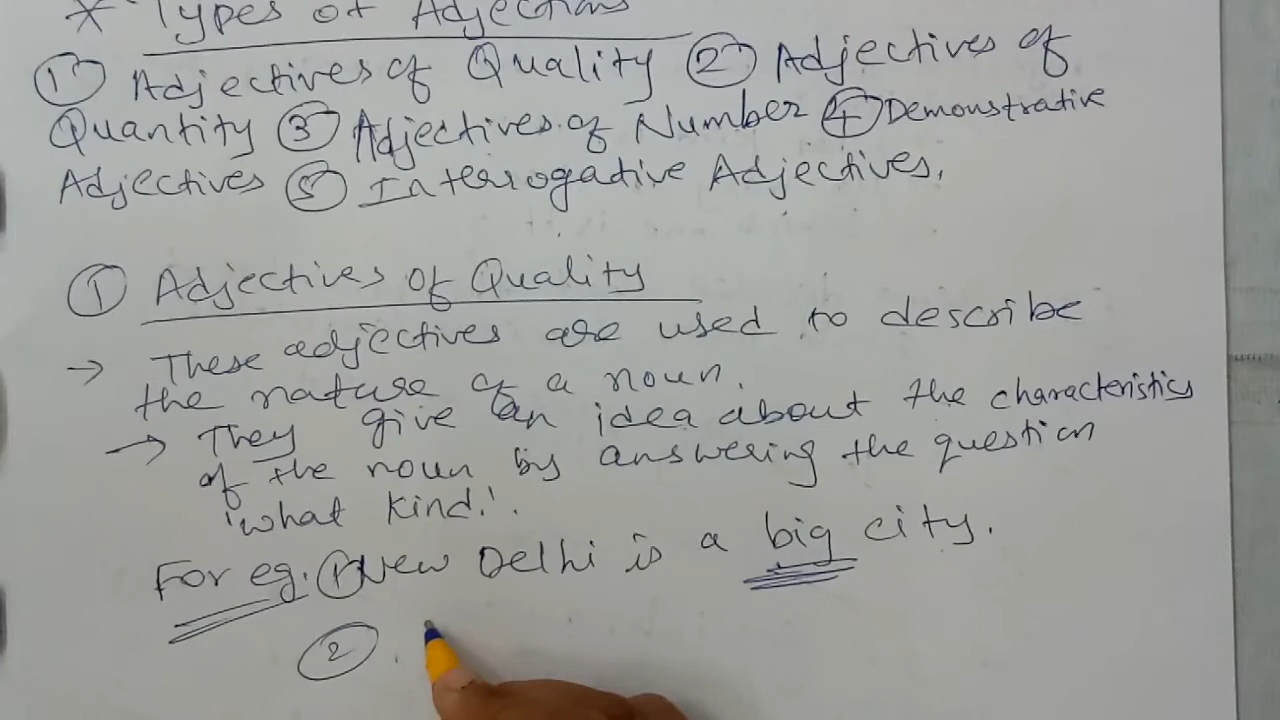 * Types of Adjectives
① Adjectives of Quality ② Adjectives of
Quantity ③ Adjectives of Number ④ Demonstrative
Adjectives ⑤ Interrogative Adjectives.
① Adjectives of Quality
→ These adjectives are used to describe
the nature of a noun.
→ They give an idea about the characteristics
of the noun by answering the question
'what kind.'.
For eg. ① New Delhi is a big city.
② .